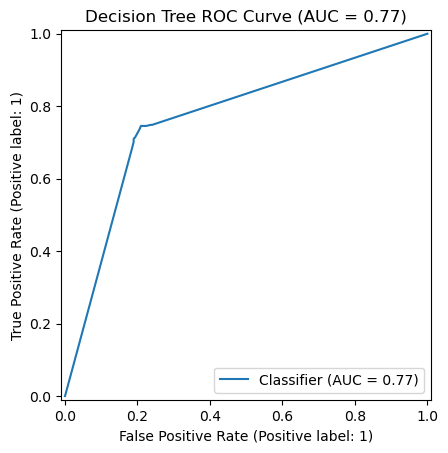 Decision Tree ROC Curve (AUC = 0.77)
True Positive Rate (Positive label: 1)
1.0
0.8
0.6
0.4
0.2
0.0
Classifier (AUC = 0.77)
0.0 0.2 0.4 0.6 0.8 1.0
False Positive Rate (Positive label: 1)